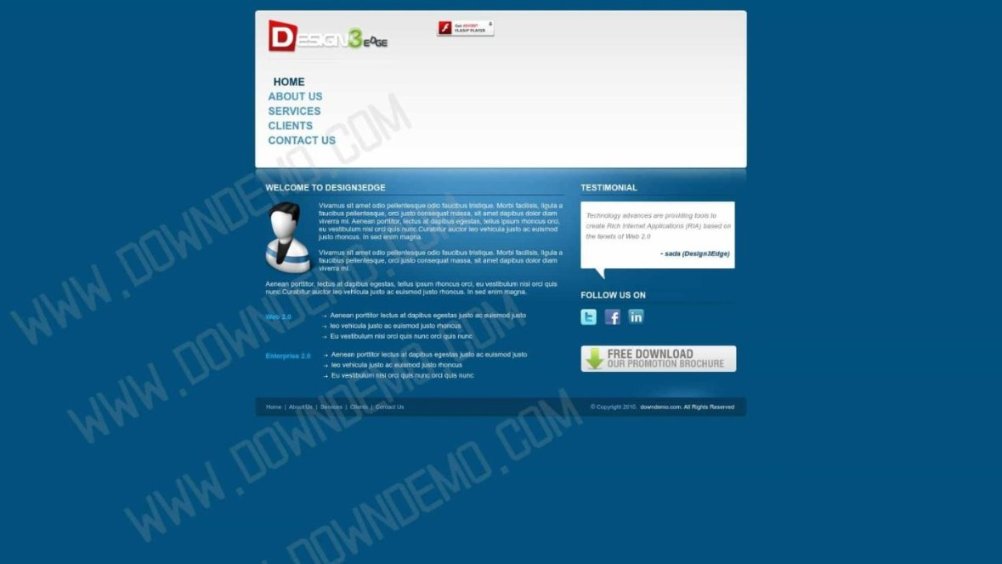 DESIGN3EDGE
Get ADOBE®
FLASH® PLAYER
HOME
ABOUT US
SERVICES
CLIENTS
CONTACT US
WELCOME TO DESIGN3EDGE
Vivamus sit amet odio pellentesque odio faucibus tristique. Morbi facilisis, ligula a
faucibus pellentesque, orci justo consequat massa, sit amet dapibus dolor diam
viverra mi. Aenean porttitor, lectus at dapibus egestas, tellus ipsum rhoncus orci,
eu vestibulum nisi orci quis nunc.Curabitur auctor leo vehicula justo ac euismod
justo rhoncus. In sed enim magna.
Vivamus sit amet odio pellentesque odio faucibus tristique. Morbi facilisis, ligula a
faucibus pellentesque, orci justo consequat massa, sit amet dapibus dolor diam
viverra mi.
Aenean porttitor, lectus at dapibus egestas, tellus ipsum rhoncus orci, eu vestibulum nisi orci quis
nunc.Curabitur auctor leo vehicula justo ac euismod justo rhoncus. In sed enim magna.
Web 2.0
Aenean porttitor lectus at dapibus egestas justo ac euismod justo
leo vehicula justo ac euismod justo rhoncus
Eu vestibulum nisi orci quis nunc orci quis nunc
Enterprise 2.0
Aenean porttitor lectus at dapibus egestas justo ac euismod justo
leo vehicula justo ac euismod justo rhoncus
Eu vestibulum nisi orci quis nunc orci quis nunc
TESTIMONIAL
Technology advances are providing tools to
create Rich Internet Applications (RIA) based on
the tenets of Web 2.0
- sada (Design3Edge)
FOLLOW US ON
FREE DOWNLOAD
OUR PROMOTION BROCHURE
Home | About Us | Services | Clients | Contact Us
© Copyright 2010. downdemo.com. All Rights Reserved
WWW.DOWNDEMO.COM
WWW.DOWNDEMO.COM
WWW.DOWNDEMO.COM
DOWNDEMO.COM